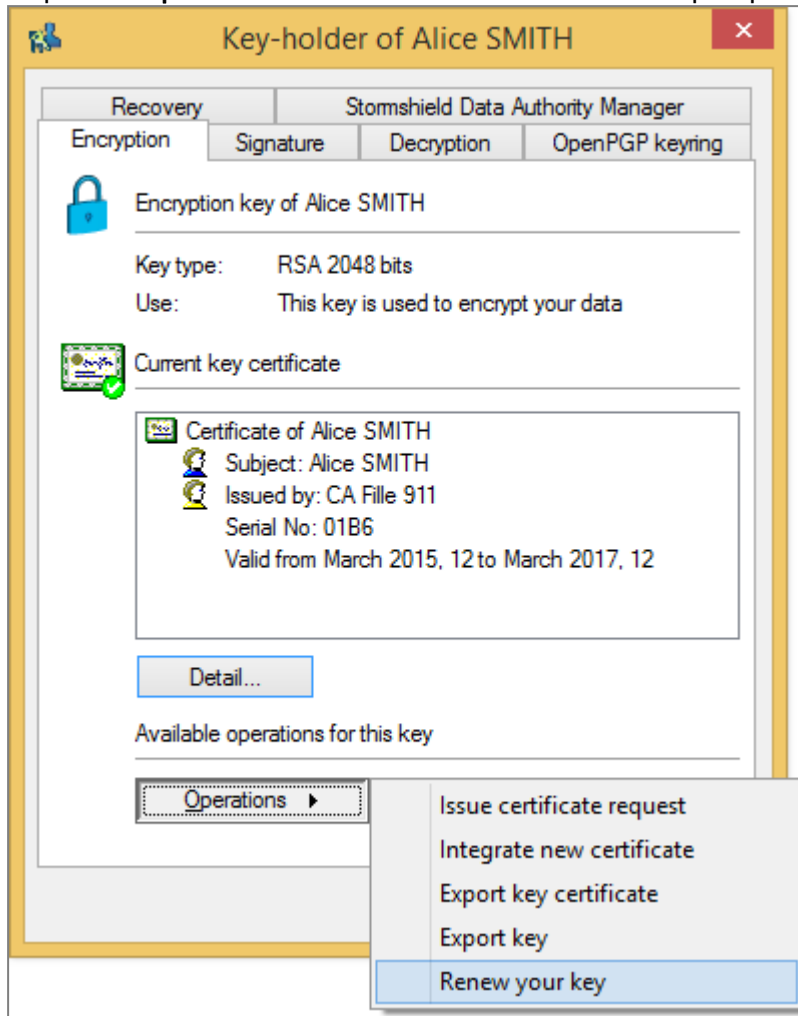 Key-holder of Alice SMITH
Recovery
Stormshield Data Authority Manager
Encryption
Signature
Decryption
OpenPGP keyring
Encryption key of Alice SMITH
Key type: RSA 2048 bits
Use: This key is used to encrypt your data
Current key certificate
Certificate of Alice SMITH
Subject: Alice SMITH
Issued by: CA Fille 911
Serial No: 01B6
Valid from March 2015, 12 to March 2017, 12
Detail...
Available operations for this key
Operations
Issue certificate request
Integrate new certificate
Export key certificate
Export key
Renew your key